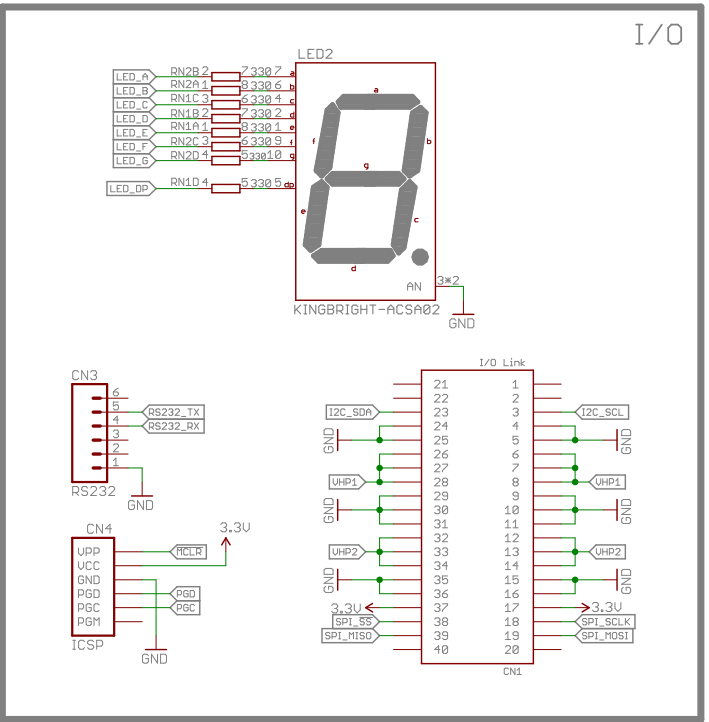 I/O
LED2
LED_A RN2B 2 7 330 7 a
LED_B RN2A 1 8 330 6 b
LED_C RN1C 3 6 330 4 c
LED_D RN1B 2 7 330 2 d
LED_E RN1A 1 8 330 1 e
LED_F RN2C 3 6 330 9 f
LED_G RN2D 4 5 330 10 g
LED_DP RN1D 4 5 330 5 dp
a
f b
g
e c
d
AN 3*2
KINGBRIGHT-ACSA02
GND
CN3
6
5 RS232_TX
4 RS232_RX
3
2
1
RS232
GND
CN4
3.3V
VPP MCLR
VCC
GND
PGD PGD
PGC PGC
PGM
ICSP
GND
I/O Link
21 1
22 2
I2C_SDA 23 3 I2C_SCL
24 4
GND 25 5 GND
26 6
27 7
VHP1 28 8 VHP1
29 9
GND 30 10 GND
31 11
32 12
VHP2 33 13 VHP2
34 14
GND 35 15 GND
36 16
3.3V 37 17 3.3V
SPI_SS 38 18 SPI_SCLK
SPI_MISO 39 19 SPI_MOSI
40 20
CN1